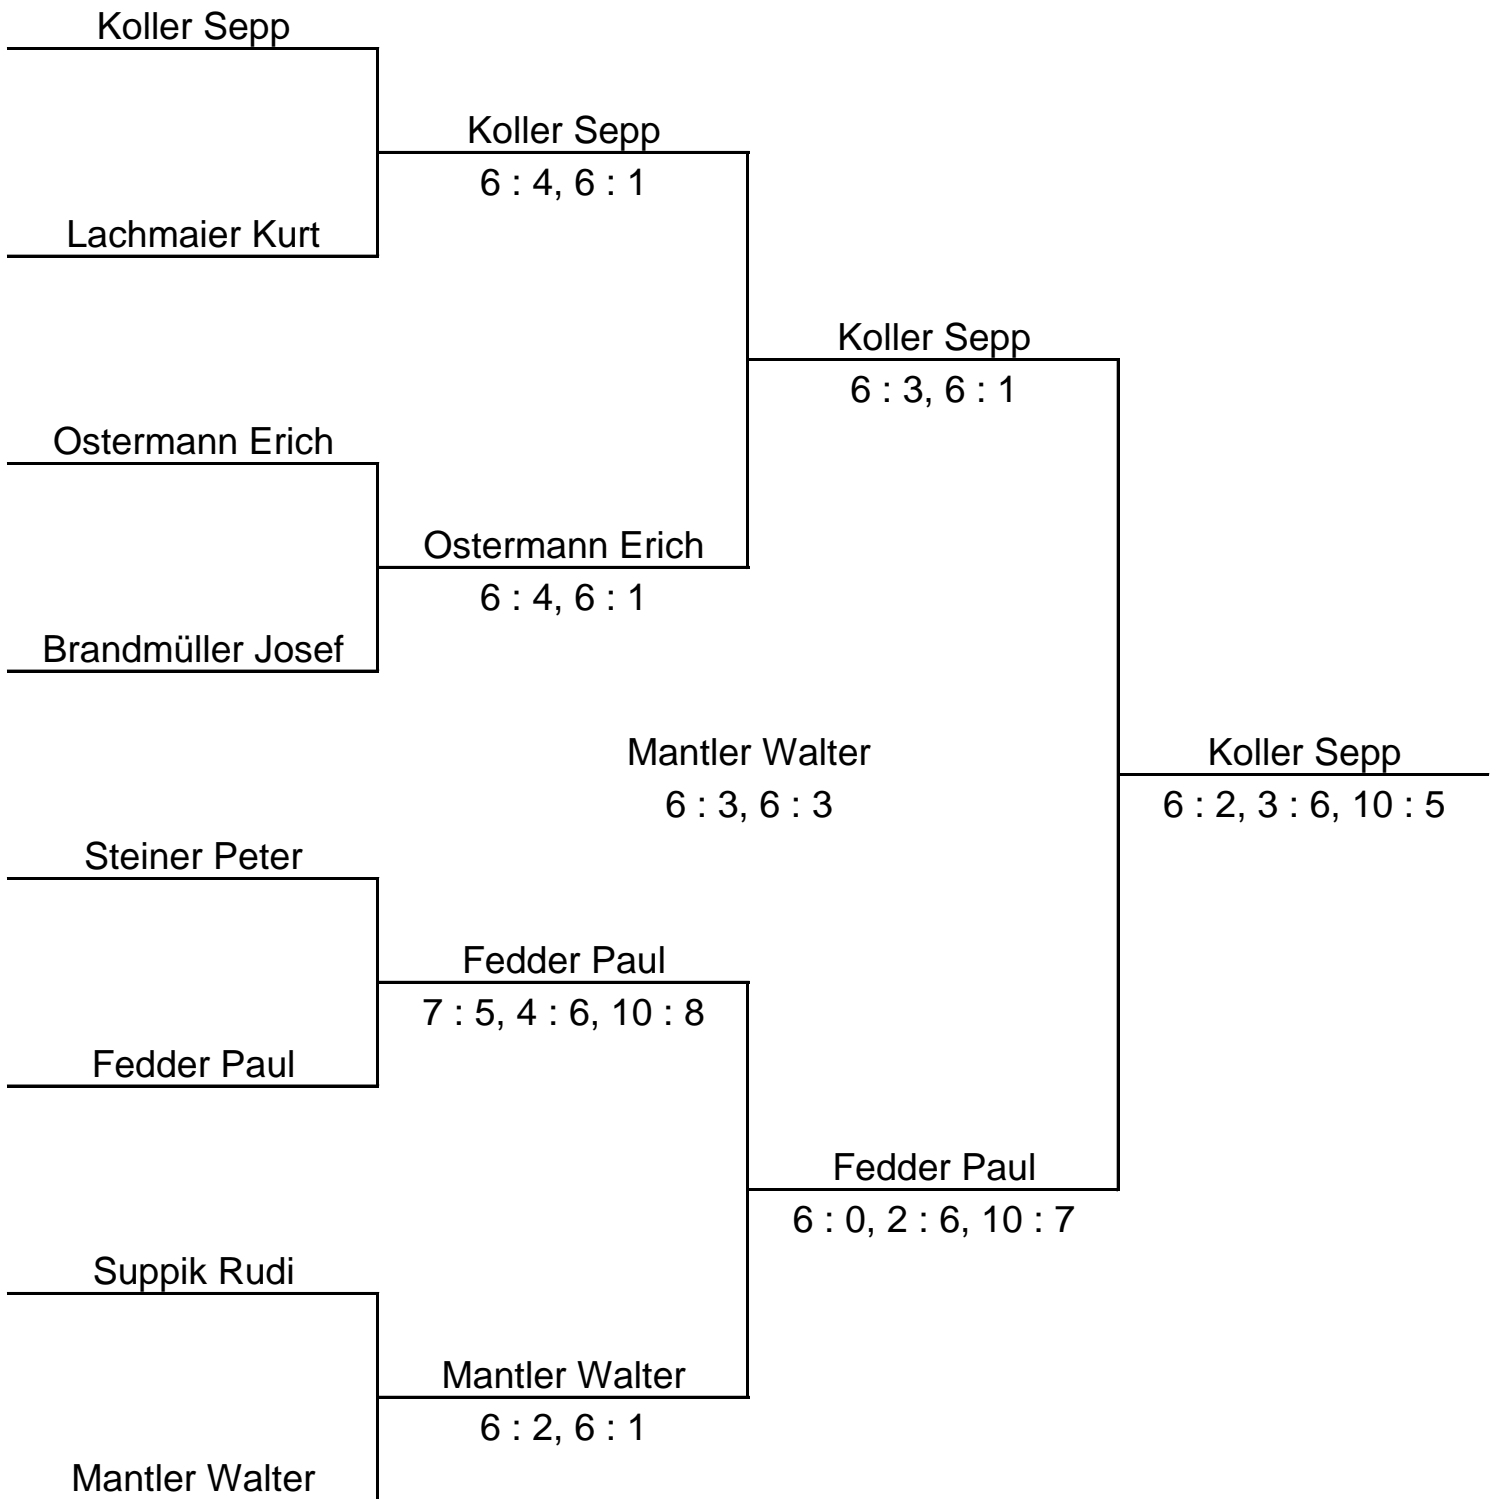 Koller Sepp
Koller Sepp
6 : 4, 6 : 1
Lachmaier Kurt
Koller Sepp
6 : 3, 6 : 1
Ostermann Erich
Ostermann Erich
6 : 4, 6 : 1
Brandmüller Josef
Mantler Walter
Koller Sepp
6 : 3, 6 : 3
6 : 2, 3 : 6, 10 : 5
Steiner Peter
Fedder Paul
7 : 5, 4 : 6, 10 : 8
Fedder Paul
Fedder Paul
6 : 0, 2 : 6, 10 : 7
Suppik Rudi
Mantler Walter
6 : 2, 6 : 1
Mantler Walter